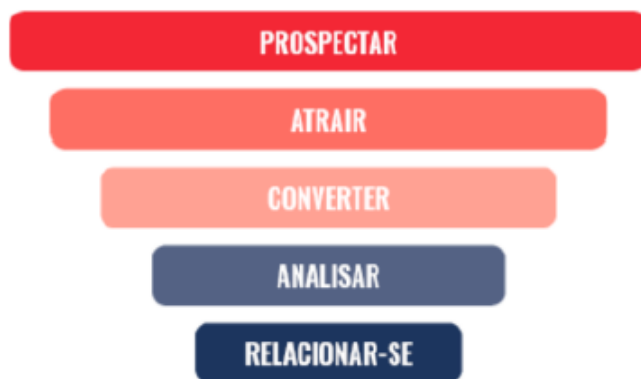 PROSPECTAR
ATRAIR
CONVERTER
ANALISAR
RELACIONAR-SE